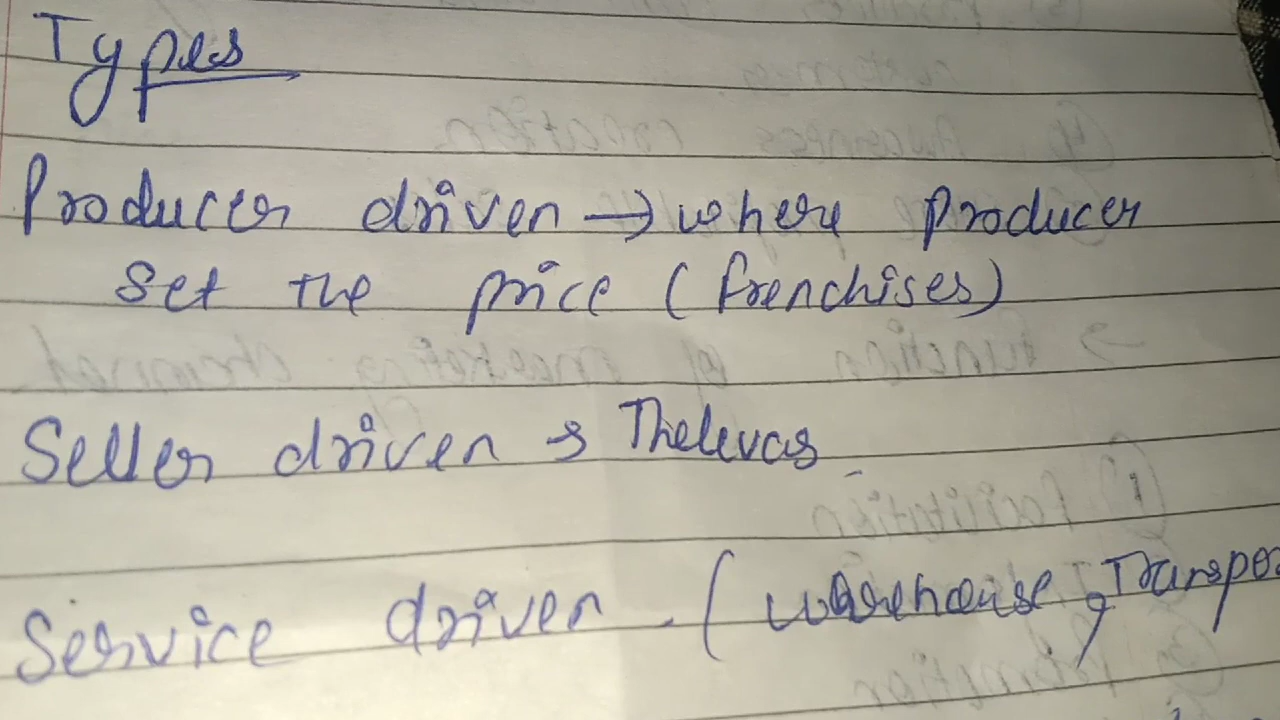 Types
Producer driven → where producer
set the price (frenchises)
Seller driven → Thelevas
Service driven . (warehouse, Transpo